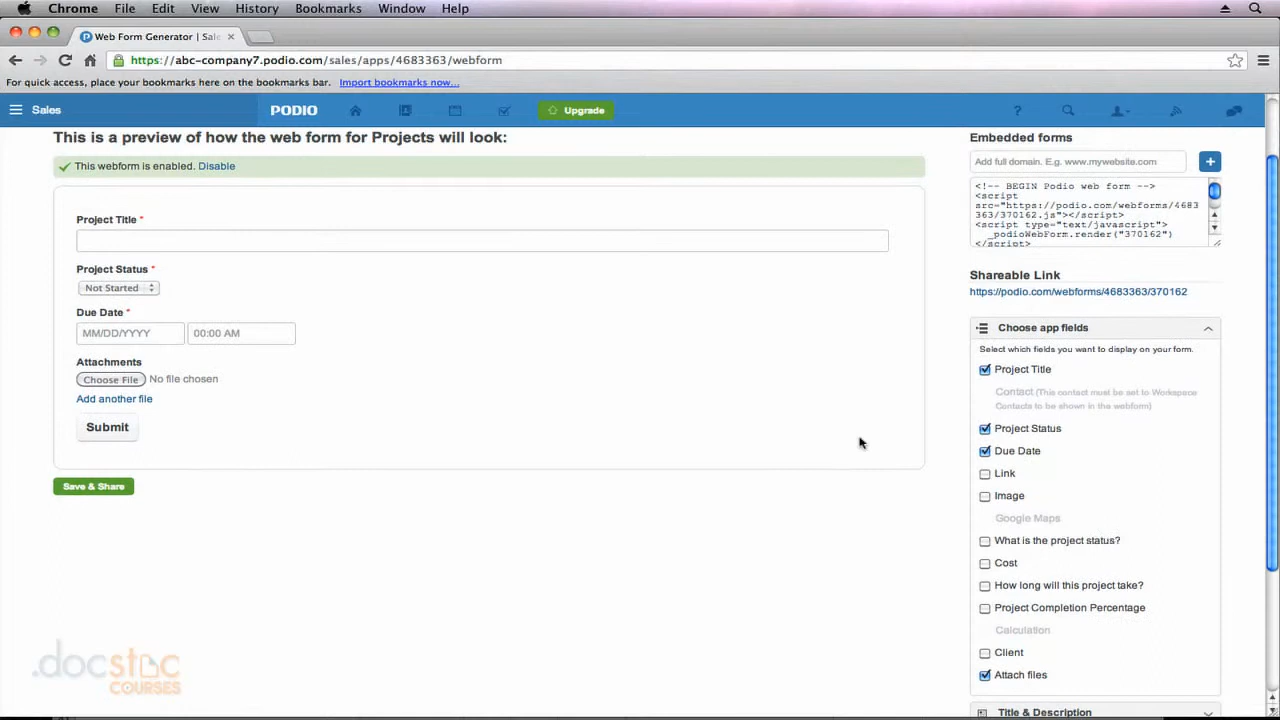 Chrome File Edit View History Bookmarks Window Help
Web Form Generator | Sale
https://abc-company7.podio.com/sales/apps/4683363/webform
For quick access, place your bookmarks here on the bookmarks bar. Import bookmarks now...
Sales PODIO Upgrade ?
This is a preview of how the web form for Projects will look:
This webform is enabled. Disable
Project Title *
Project Status *
Not Started
Due Date *
MM/DD/YYYY 00:00 AM
Attachments
Choose File No file chosen
Add another file
Submit
Save & Share
Embedded forms
Add full domain. E.g. www.mywebsite.com +
<!-- BEGIN Podio web form -->
<script
src="https://podio.com/webforms/4683
363/370162.js"></script>
<script type="text/javascript">
_podioWebForm.render("370162")
</script>
Shareable Link
https://podio.com/webforms/4683363/370162
Choose app fields
Select which fields you want to display on your form.
Project Title
Contact (This contact must be set to Workspace
Contacts to be shown in the webform)
Project Status
Due Date
Link
Image
Google Maps
What is the project status?
Cost
How long will this project take?
Project Completion Percentage
Calculation
Client
Attach files
Title & Description
.docstoc
COURSES